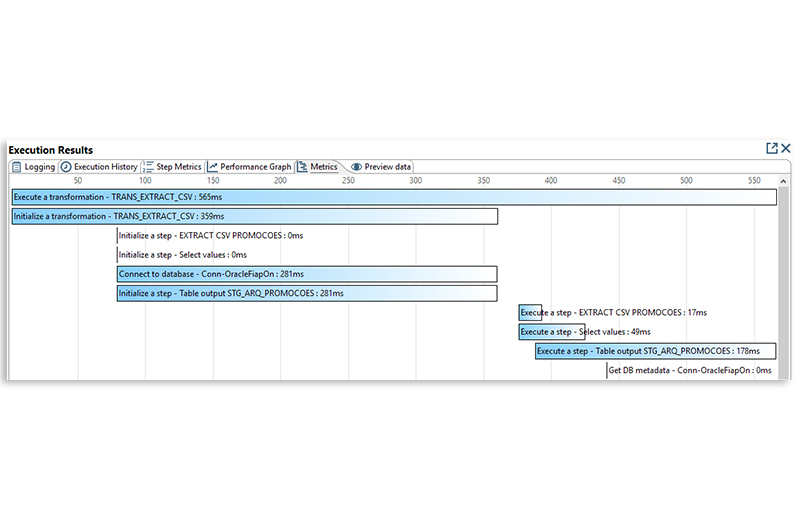 Execution Results
Logging Execution History Step Metrics Performance Graph Metrics Preview data
50 100 150 200 250 300 350 400 450 500 550
Execute a transformation - TRANS_EXTRACT_CSV : 565ms
Initialize a transformation - TRANS_EXTRACT_CSV : 359ms
Initialize a step - EXTRACT CSV PROMOCOES : 0ms
Initialize a step - Select values : 0ms
Connect to database - Conn-OracleFiapOn : 281ms
Initialize a step - Table output STG_ARQ_PROMOCOES : 281ms
Execute a step - EXTRACT CSV PROMOCOES : 17ms
Execute a step - Select values : 49ms
Execute a step - Table output STG_ARQ_PROMOCOES : 178ms
Get DB metadata - Conn-OracleFiapOn : 0ms